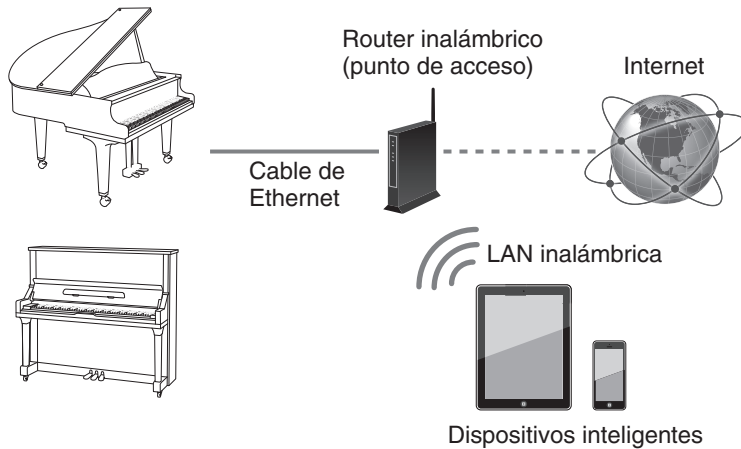 Router inalámbrico
(punto de acceso)
Internet
Cable de
Ethernet
LAN inalámbrica
Dispositivos inteligentes